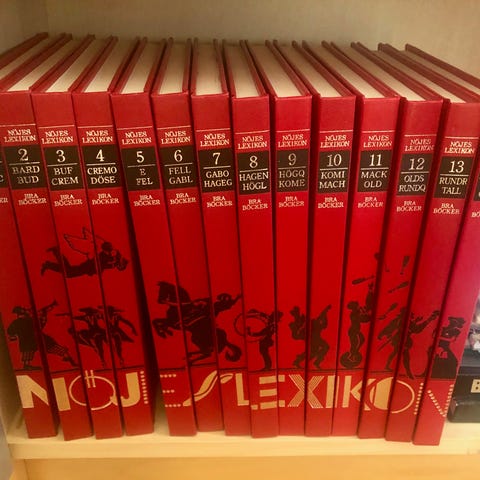 NÖJES
LEXIKON
2
BARD
BUD
BRA
BÖCKER
NÖJES
LEXIKON
3
BUF
CREM
BRA
BÖCKER
NÖJES
LEXIKON
4
CREMO
DÖSE
BRA
BÖCKER
NÖJES
LEXIKON
5
E
FEL
BRA
BÖCKER
NÖJES
LEXIKON
6
FELL
GABL
BRA
BÖCKER
NÖJES
LEXIKON
7
GABO
HAGEG
BRA
BÖCKER
NÖJES
LEXIKON
8
HAGEN
HÖGL
BRA
BÖCKER
NÖJES
LEXIKON
9
HÖGQ
KOME
BRA
BÖCKER
NÖJES
LEXIKON
10
KOMI
MACH
BRA
BÖCKER
NÖJES
LEXIKON
11
MACK
OLD
BRA
BÖCKER
NÖJES
LEXIKON
12
OLDS
RUNDQ
BRA
BÖCKER
NÖJES
LEXIKON
13
RUNDR
TALL
BRA
BÖCKER
NÖJESLEXIKON